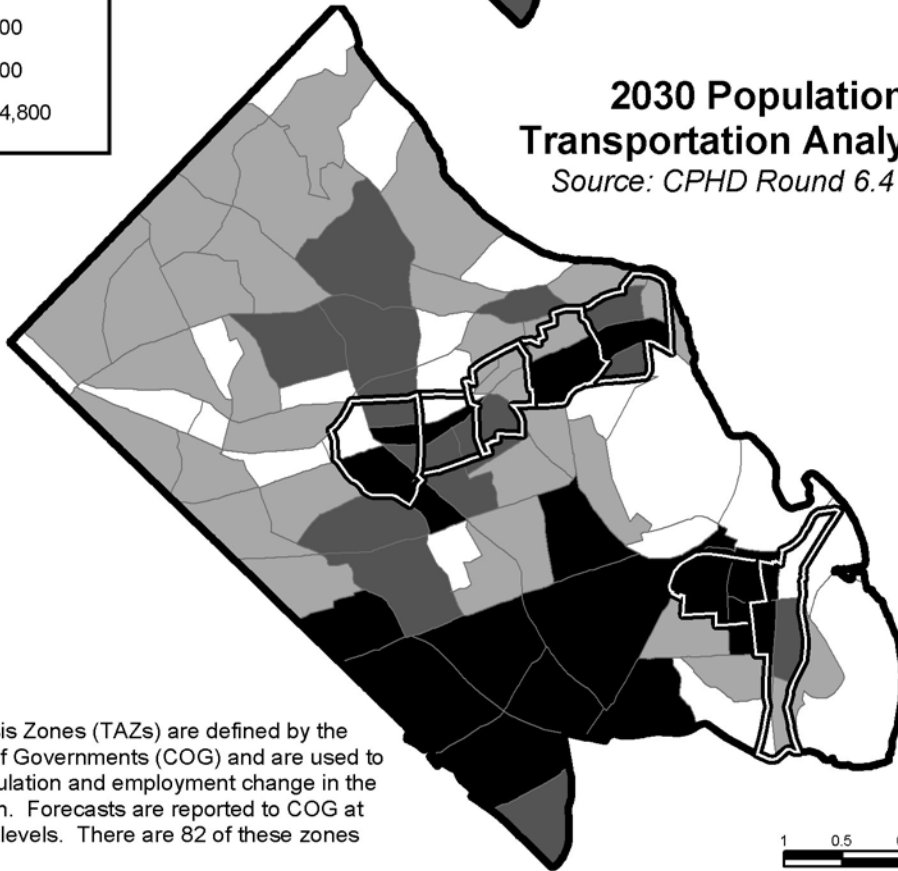 00
00
4,800
2030 Population
Transportation Analy
Source: CPHD Round 6.4
is Zones (TAZs) are defined by the
f Governments (COG) and are used to
ulation and employment change in the
n. Forecasts are reported to COG at
levels. There are 82 of these zones
1 0.5